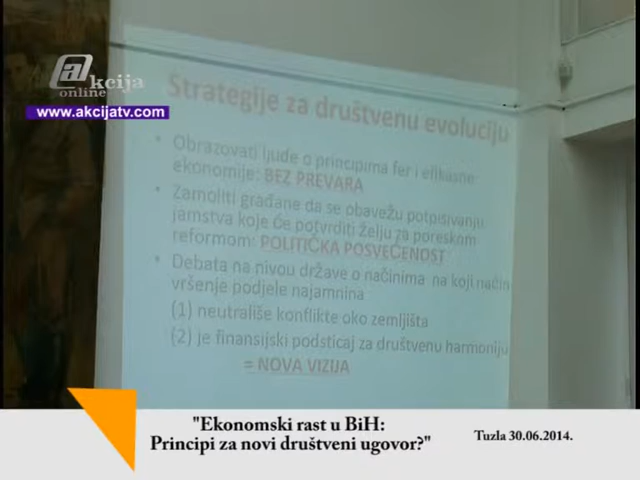 @kcija
online
www.akcijatv.com
Strategije za društvenu evoluciju
• Obrazovati ljude o principima fer i efikasne
ekonomije: BEZ PREVARA
• Zamoliti građane da se obavežu potpisivanju
jamstva koje će potvrditi želju za poreskom
reformom: POLITIČKA POSVEĆENOST
• Debata na nivou države o načinima na koji način
vršenje podjele najamnina
(1) neutrališe konflikte oko zemljišta
(2) je finansijski podsticaj za društvenu harmoniju
= NOVA VIZIJA
"Ekonomski rast u BiH:
Principi za novi društveni ugovor?"
Tuzla 30.06.2014.